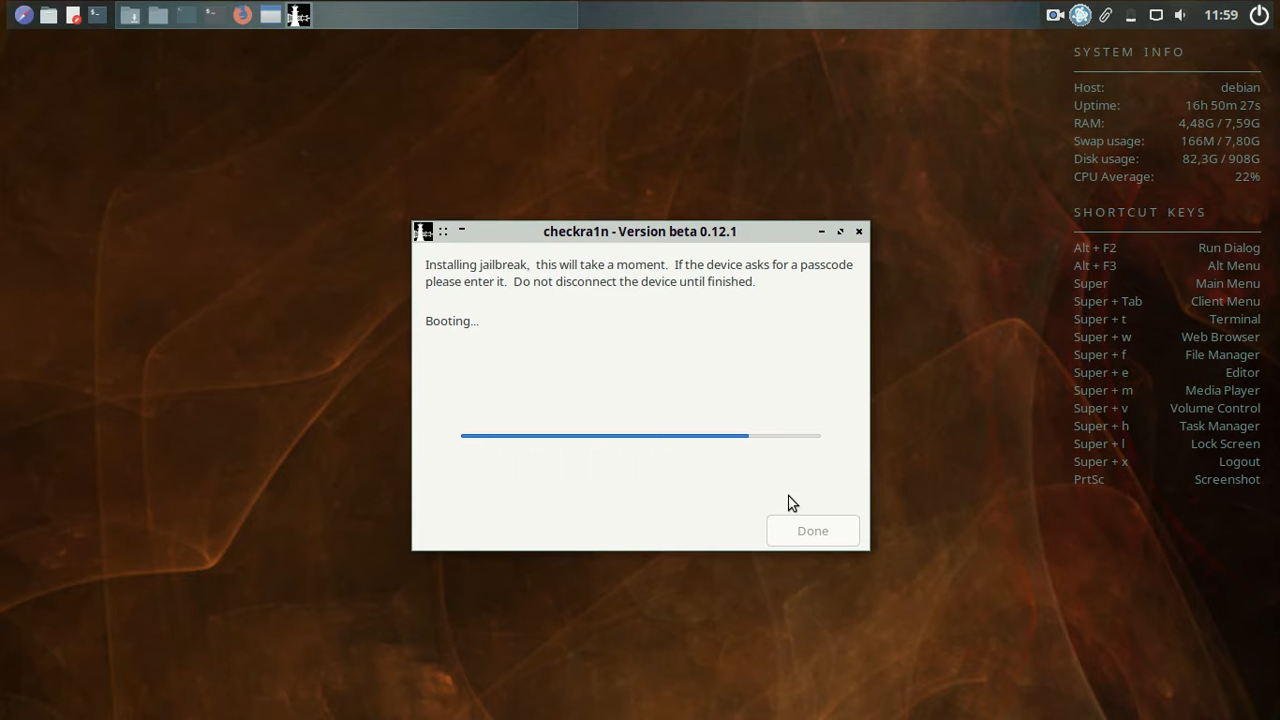 11:59
SYSTEM INFO
Host: debian
Uptime: 16h 50m 27s
RAM: 4,48G / 7,59G
Swap usage: 166M / 7,80G
Disk usage: 82,3G / 908G
CPU Average: 22%
SHORTCUT KEYS
Alt + F2 Run Dialog
Alt + F3 Alt Menu
Super Main Menu
Super + Tab Client Menu
Super + t Terminal
Super + w Web Browser
Super + f File Manager
Super + e Editor
Super + m Media Player
Super + v Volume Control
Super + h Task Manager
Super + l Lock Screen
Super + x Logout
PrtSc Screenshot
checkra1n - Version beta 0.12.1
Installing jailbreak, this will take a moment. If the device asks for a passcode
please enter it. Do not disconnect the device until finished.
Booting...
Done